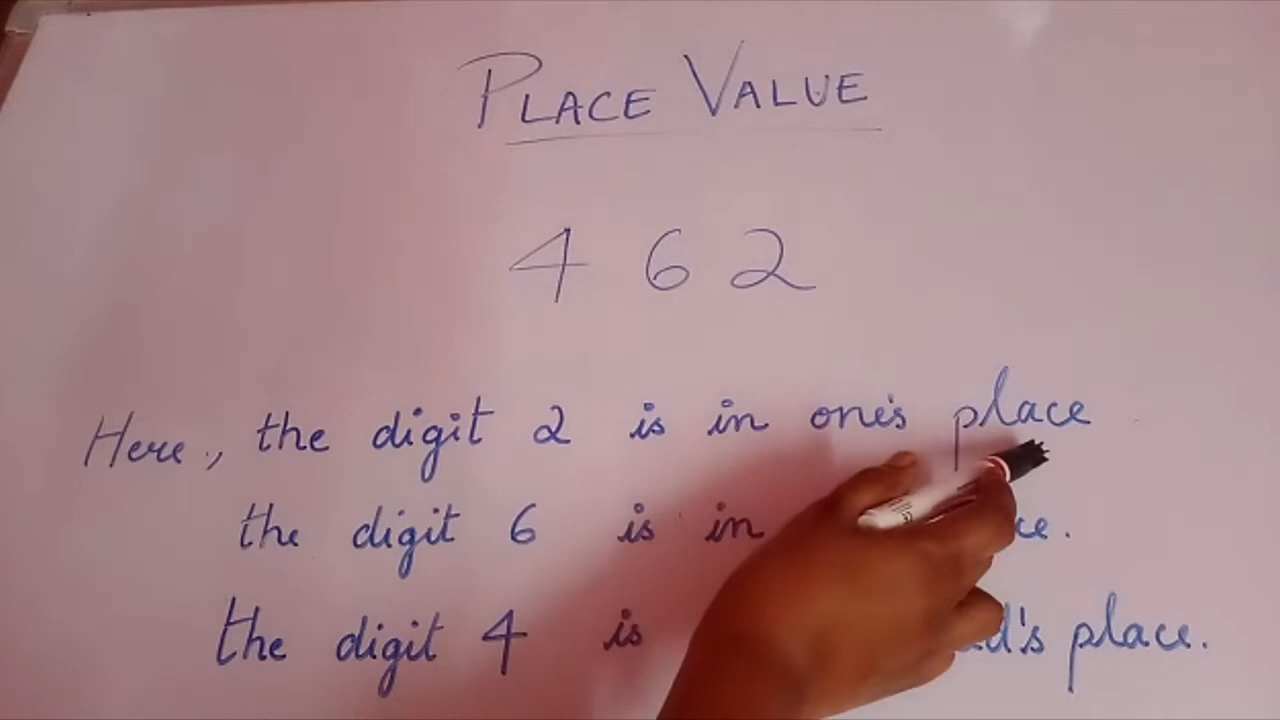 PLACE VALUE
4 6 2
Here, the digit 2 is in one's place
the digit 6 is in
the digit 4 is place.